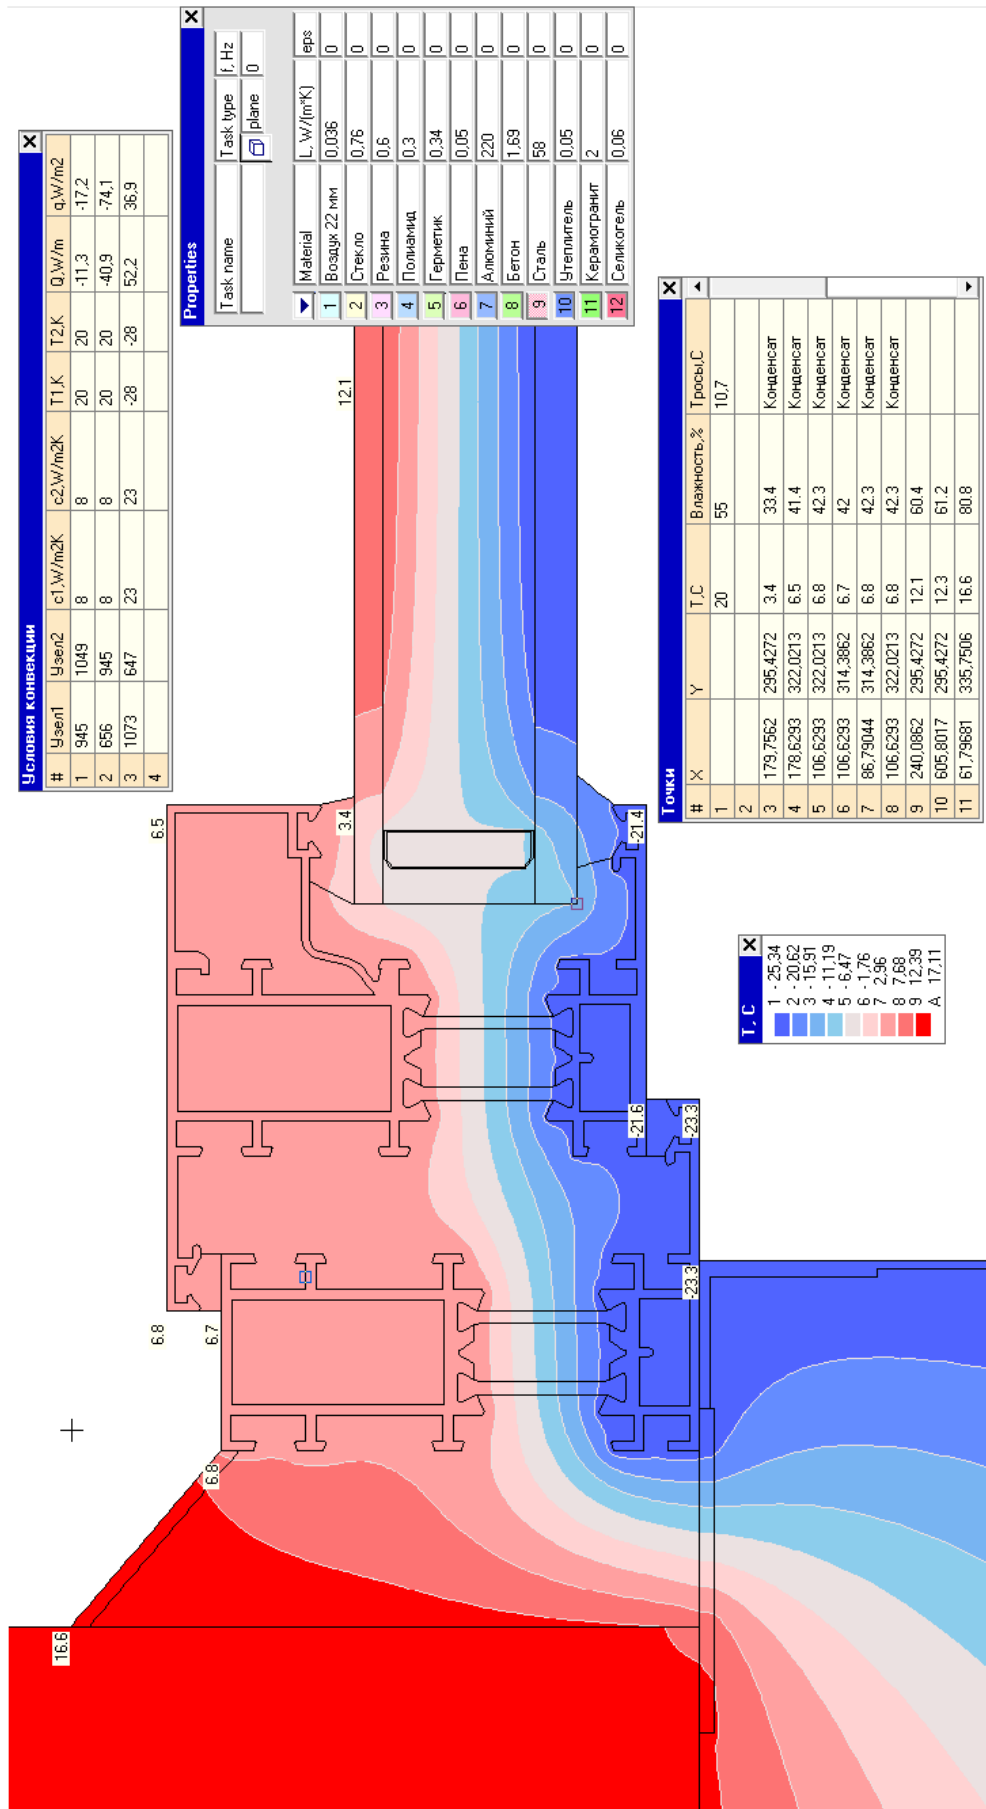 Условия конвекции
# Узел1 Узел2 c1,W/m2K c2,W/m2K T1,K T2,K Q,W/m q,W/m2
1 945 1049 8 8 20 20 -11,3 -17,2
2 656 945 8 8 20 20 -40,9 -74,1
3 1073 647 23 23 -28 -28 52,2 36,9
4
Properties
Task name Task type f, Hz
plane 0
Material L, W/(m*K) eps
1 Воздух 22 мм 0,036 0
2 Стекло 0,76 0
3 Резина 0,6 0
4 Полиамид 0,3 0
5 Герметик 0,34 0
6 Пена 0,05 0
7 Алюминий 220 0
8 Бетон 1,69 0
9 Сталь 58 0
10 Утеплитель 0,05 0
11 Керамогранит 2 0
12 Селикогель 0,06 0
16.6
6.8
6.7
6.8
6.5
3.4
12.1
-21.4
-21.6
-23.3
-23.3
T, C
1 - 25,34
2 - 20,62
3 - 15,91
4 - 11,19
5 - 6,47
6 - 1,76
7 2,96
8 7,68
9 12,39
A 17,11
Точки
# X Y T,C Влажность,% Tросы,C
1 20 55 10,7
2
3 179,7562 295,4272 3.4 33.4 Конденсат
4 178,6293 322,0213 6.5 41.4 Конденсат
5 106,6293 322,0213 6.8 42.3 Конденсат
6 106,6293 314,3862 6.7 42 Конденсат
7 86,79044 314,3862 6.8 42.3 Конденсат
8 106,6293 322,0213 6.8 42.3 Конденсат
9 240,0862 295,4272 12.1 60.4
10 605,8017 295,4272 12.3 61.2
11 61,79681 335,7506 16.6 80.8